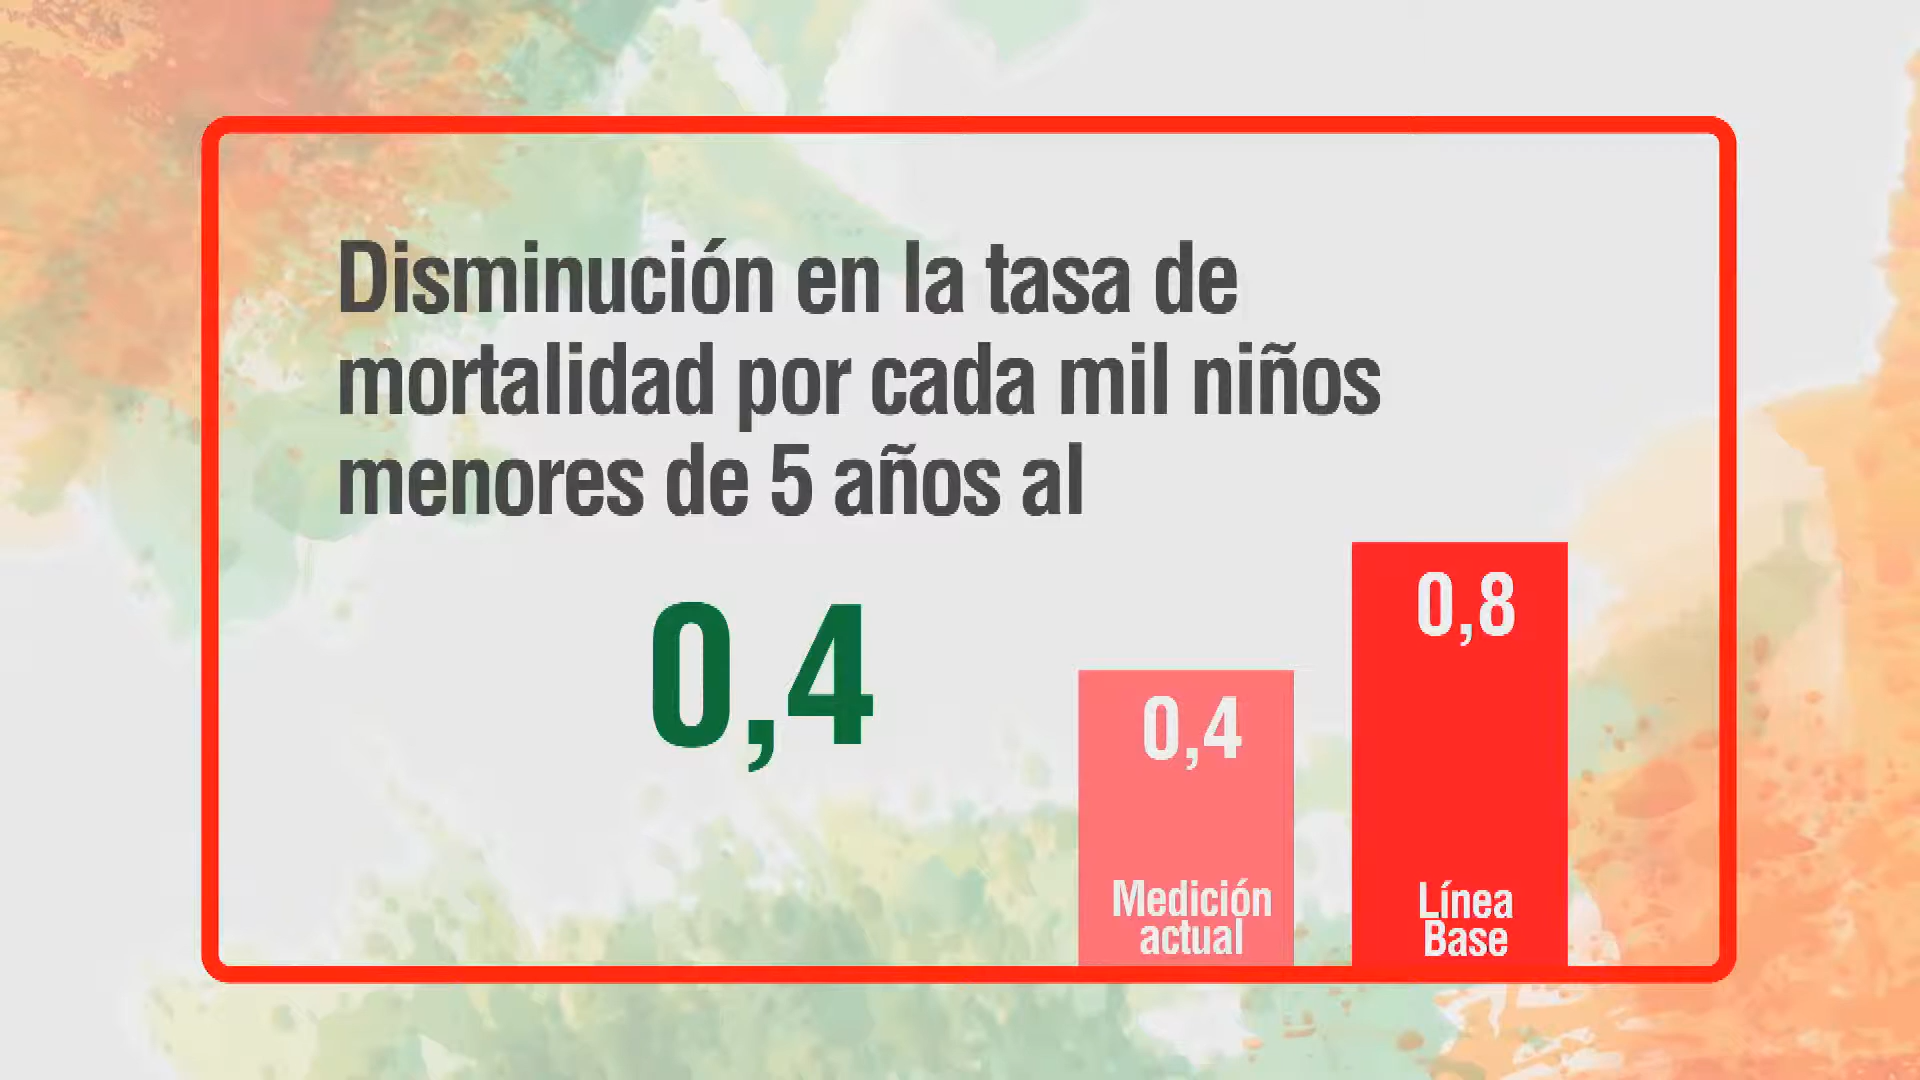 Disminución en la tasa de
mortalidad por cada mil niños
menores de 5 años al
0,4
0,4
Medición
actual
0,8
Línea
Base